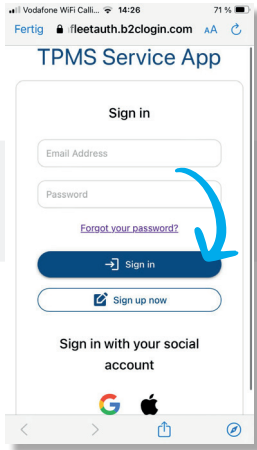 Vodafone WiFi Calli... 14:26 71 %
Fertig ifleetauth.b2clogin.com AA
TPMS Service App
Sign in
Email Address
Password
Forgot your password?
Sign in
Sign up now
Sign in with your social
account